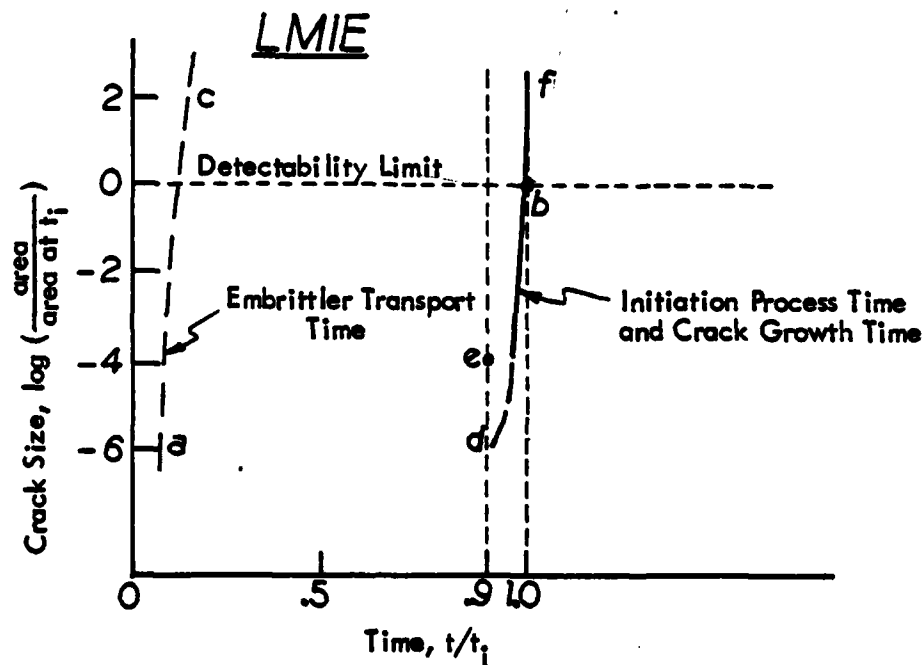 LMIE
Crack Size, log ( area / area at ti )
2
0
-2
-4
-6
c
f
Detectability Limit
b
Embrittler Transport
Time
Initiation Process Time
and Crack Growth Time
e
d
a
0
.5
.9
1.0
Time, t/ti